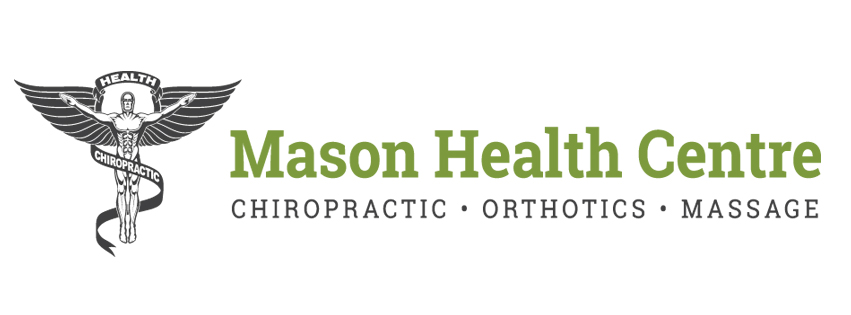 HEALTH
CHIROPRACTIC
Mason Health Centre
CHIROPRACTIC • ORTHOTICS • MASSAGE